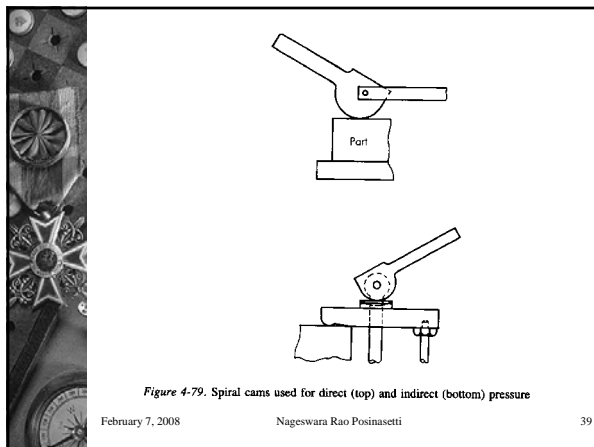 Part
Figure 4-79. Spiral cams used for direct (top) and indirect (bottom) pressure
February 7, 2008 Nageswara Rao Posinasetti 39